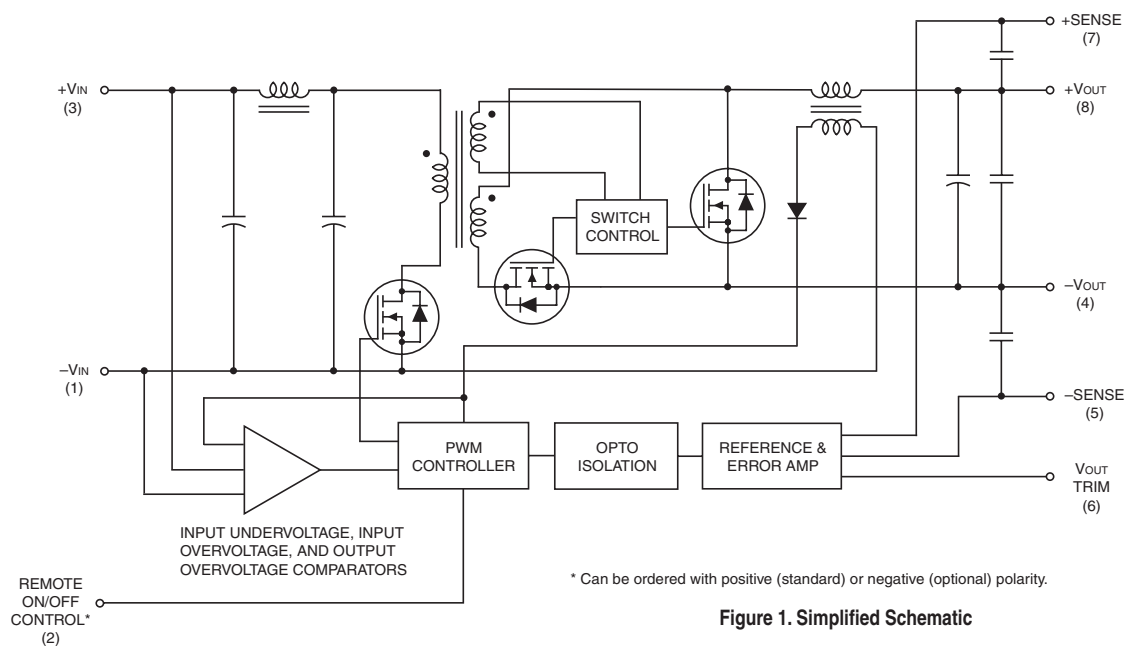 +SENSE
(7)
+VIN
(3)
+VOUT
(8)
SWITCH
CONTROL
–VOUT
(4)
–VIN
(1)
–SENSE
(5)
PWM
CONTROLLER
OPTO
ISOLATION
REFERENCE &
ERROR AMP
VOUT
TRIM
(6)
INPUT UNDERVOLTAGE, INPUT
OVERVOLTAGE, AND OUTPUT
OVERVOLTAGE COMPARATORS
REMOTE
ON/OFF
CONTROL*
(2)
* Can be ordered with positive (standard) or negative (optional) polarity.
Figure 1. Simplified Schematic